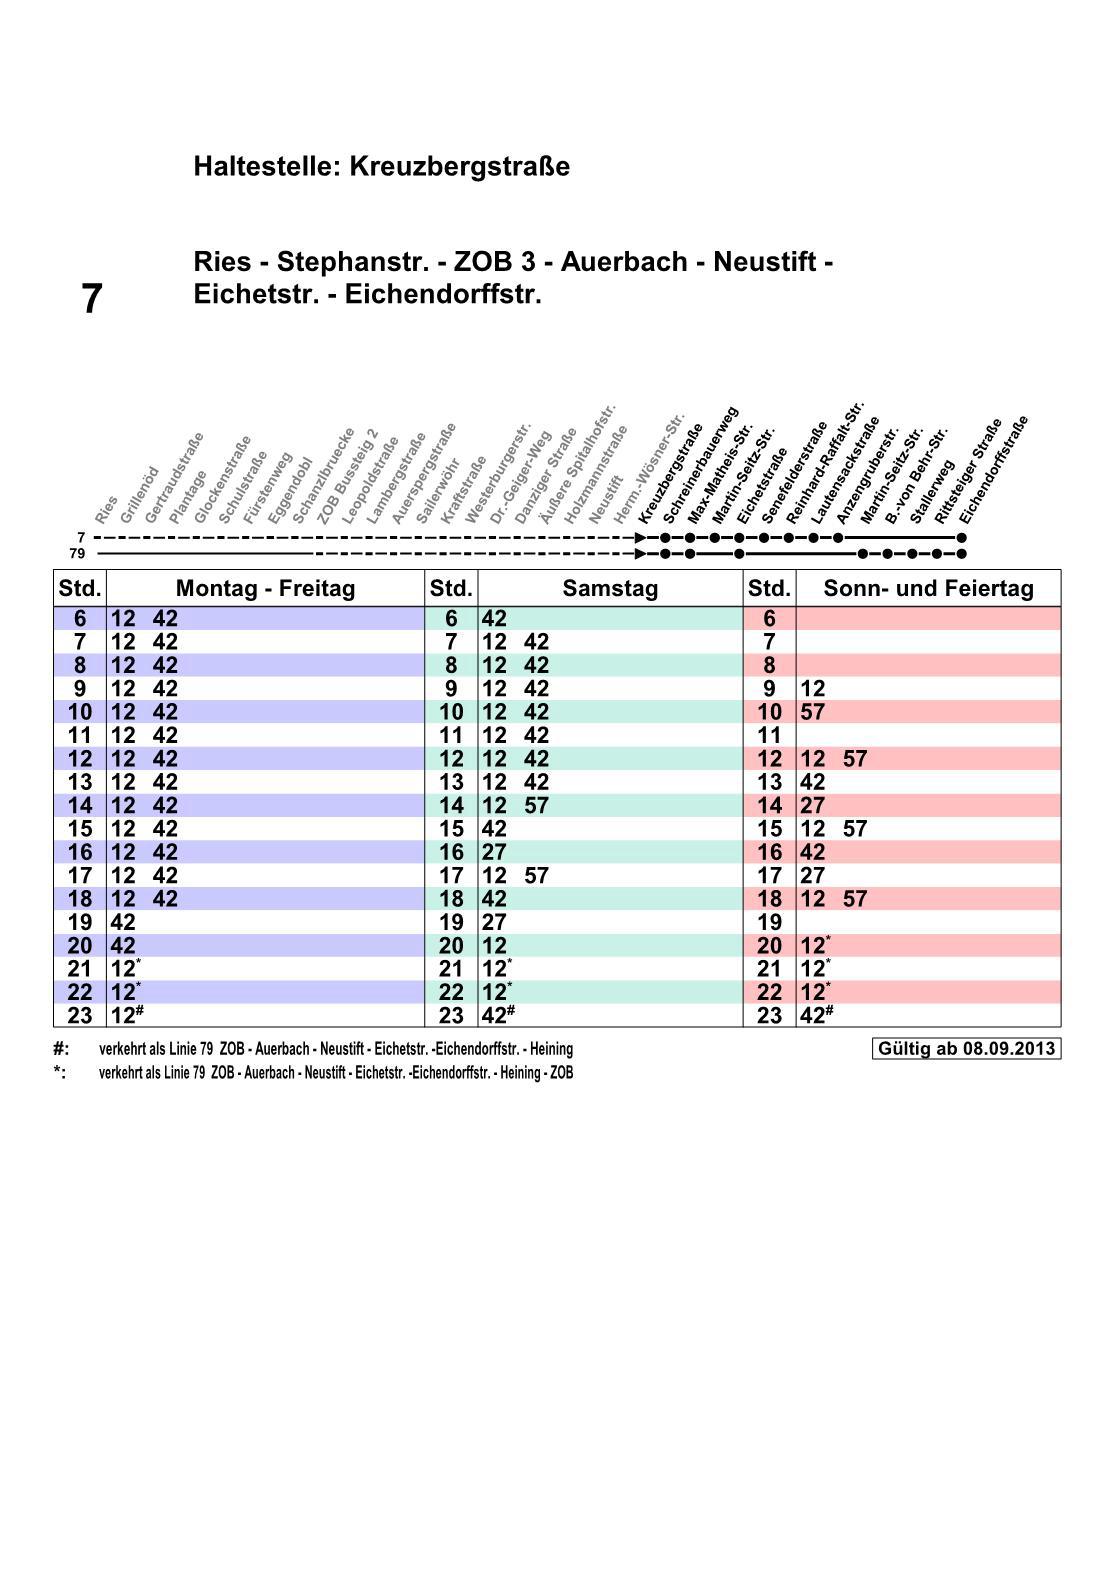 Haltestelle: Kreuzbergstraße
7
Ries - Stephanstr. - ZOB 3 - Auerbach - Neustift -
Eichetstr. - Eichendorffstr.
Ries
Grillenöd
Gertraudstraße
Plantage
Glockenstraße
Schulstraße
Fürstenweg
Eggendobl
Schanzlbruecke
ZOB Bussteig 2
Leopoldstraße
Lambergstraße
Auerspergstraße
Sailerwöhr
Kraftstraße
Westerburgerstr.
Dr.-Geiger-Weg
Danziger Straße
Äußere Spitalhofstr.
Holzmannstraße
Neustift
Herm.-Wösner-Str.
Kreuzbergstraße
Schreinerbauerweg
Max-Matheis-Str.
Martin-Seitz-Str.
Eichetstraße
Senefelderstraße
Reinhard-Raffalt-Str.
Lautensackstraße
Anzengruberstr.
Martin-Seitz-Str.
B.-von Behr-Str.
Stallerweg
Rittsteiger Straße
Eichendorffstraße
7
79
Std. Montag - Freitag Std. Samstag Std. Sonn- und Feiertag
6 12 42 6 42 6
7 12 42 7 12 42 7
8 12 42 8 12 42 8
9 12 42 9 12 42 9 12
10 12 42 10 12 42 10 57
11 12 42 11 12 42 11
12 12 42 12 12 42 12 12 57
13 12 42 13 12 42 13 42
14 12 42 14 12 57 14 27
15 12 42 15 42 15 12 57
16 12 42 16 27 16 42
17 12 42 17 12 57 17 27
18 12 42 18 42 18 12 57
19 42 19 27 19
20 42 20 12 20 12*
21 12* 21 12* 21 12*
22 12* 22 12* 22 12*
23 12# 23 42# 23 42#
#: verkehrt als Linie 79 ZOB - Auerbach - Neustift - Eichetstr. -Eichendorffstr. - Heining
Gültig ab 08.09.2013
*: verkehrt als Linie 79 ZOB - Auerbach - Neustift - Eichetstr. -Eichendorffstr. - Heining - ZOB